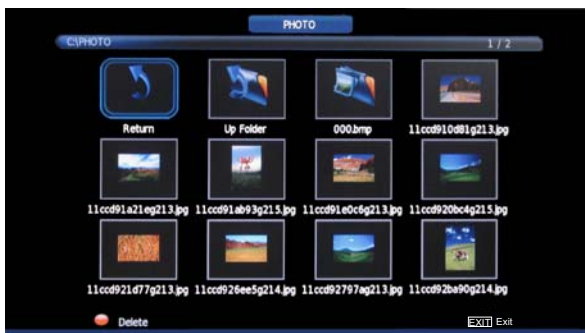 PHOTO
C:\PHOTO 1 / 2
Return Up Folder 000.bmp 11ccd910d81g213.jpg
11ccd91a21eg213.jpg 11ccd91ab93g215.jpg 11ccd91e0c6g213.jpg 11ccd920bc4g215.jpg
11ccd921d77g213.jpg 11ccd926ee5g214.jpg 11ccd92797ag213.jpg 11ccd92ba90g214.jpg
Delete EXIT Exit